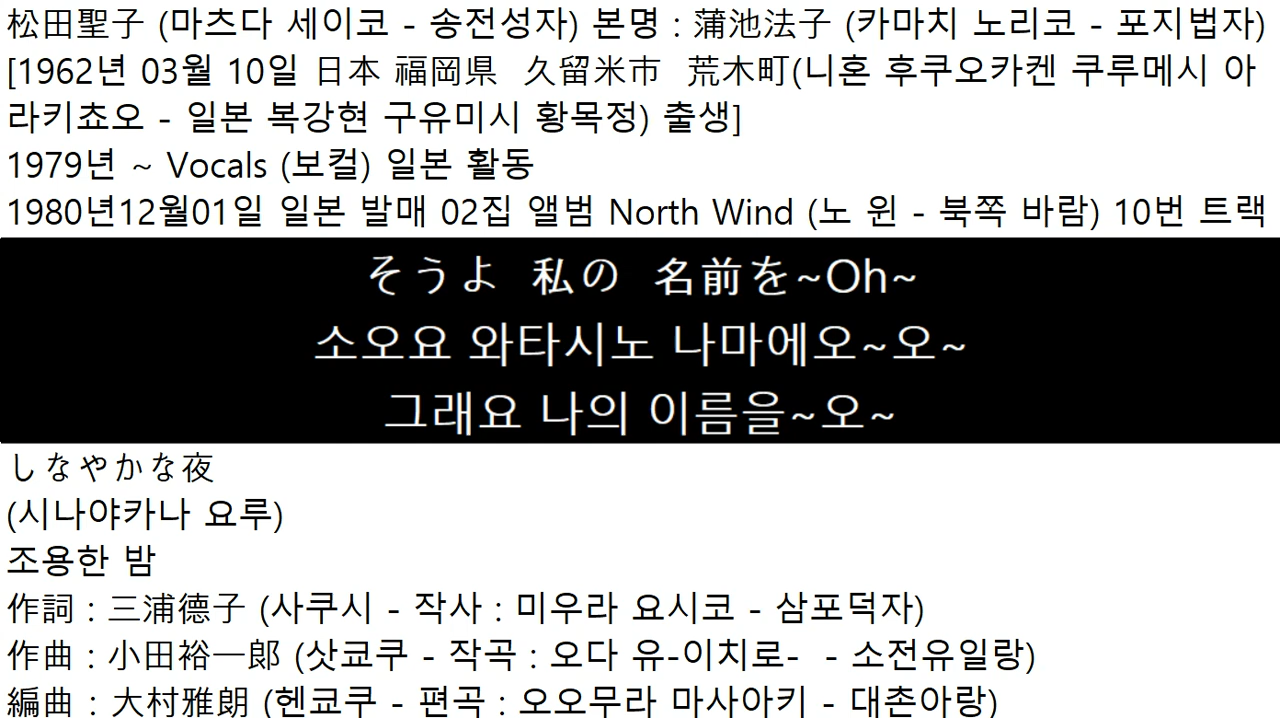 松田聖子 (마츠다 세이코 - 송전성자) 본명 : 蒲池法子 (카마치 노리코 - 포지법자)
[1962년 03월 10일 日本 福岡県 久留米市 荒木町(니혼 후쿠오카켄 쿠루메시 아
라키쵸오 - 일본 복강현 구유미시 황목정) 출생]
1979년 ~ Vocals (보컬) 일본 활동
1980년12월01일 일본 발매 02집 앨범 North Wind (노 윈 - 북쪽 바람) 10번 트랙
そうよ 私の 名前を~Oh~
소오요 와타시노 나마에오~오~
그래요 나의 이름을~오~
しなやかな夜
(시나야카나 요루)
조용한 밤
作詞 : 三浦德子 (사쿠시 - 작사 : 미우라 요시코 - 삼포덕자)
作曲 : 小田裕一郞 (삿쿄쿠 - 작곡 : 오다 유-이치로- - 소전유일랑)
編曲 : 大村雅朗 (헨쿄쿠 - 편곡 : 오오무라 마사아키 - 대촌아랑)